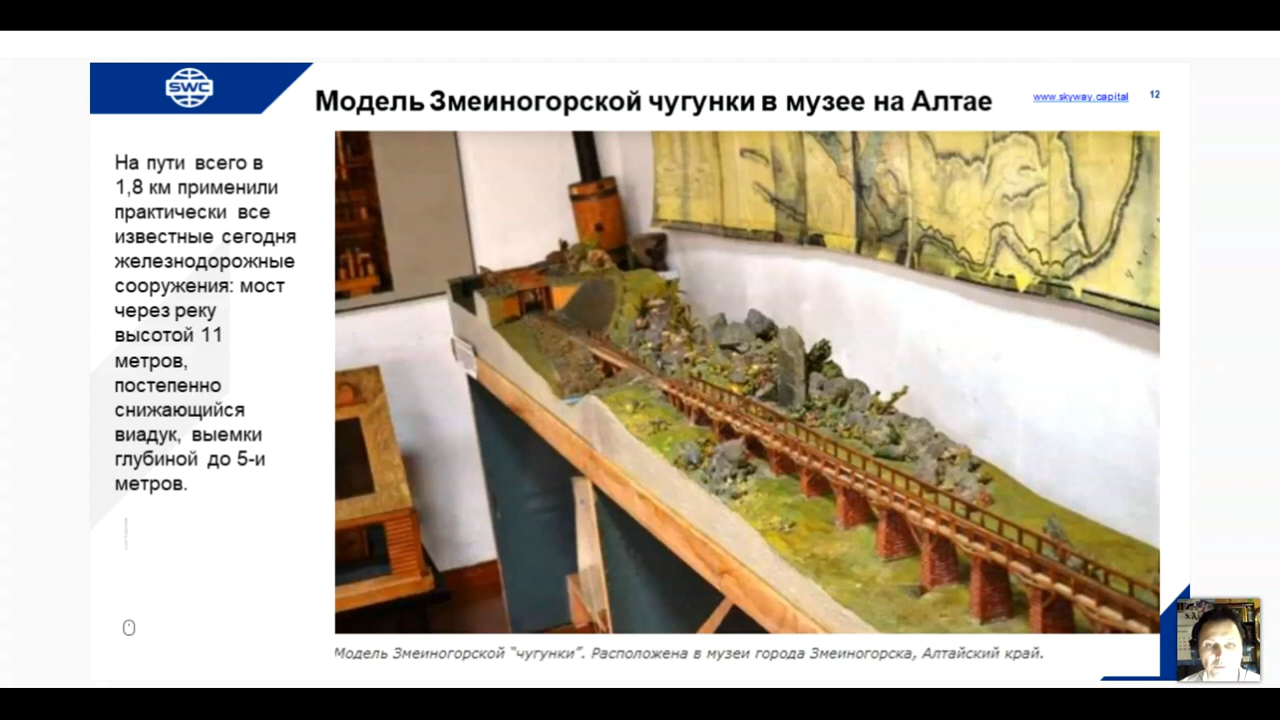 SWC
Модель Змеиногорской чугунки в музее на Алтае
www.skyway.capital
12
На пути всего в
1,8 км применили
практически все
известные сегодня
железнодорожные
сооружения: мост
через реку
высотой 11
метров,
постепенно
снижающийся
виадук, выемки
глубиной до 5-и
метров.
Модель Змеиногорской "чугунки". Расположена в музеи города Змеиногорска, Алтайский край.